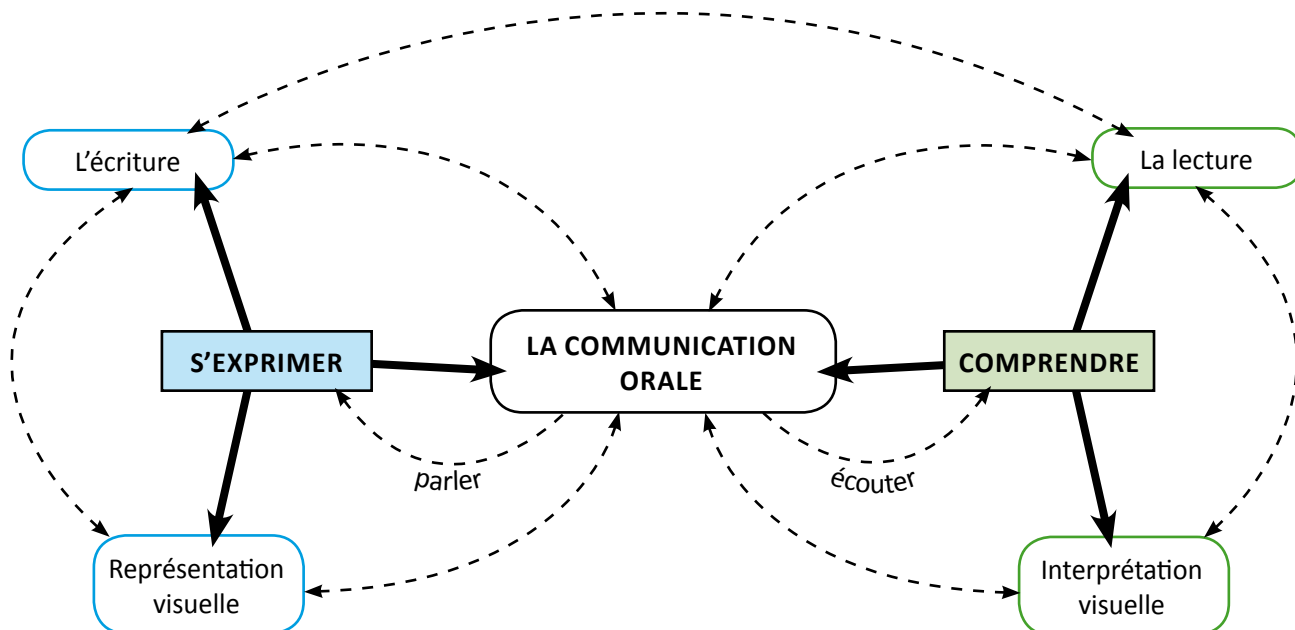 L'écriture
La lecture
S'EXPRIMER
LA COMMUNICATION
ORALE
COMPRENDRE
parler
écouter
Représentation
visuelle
Interprétation
visuelle